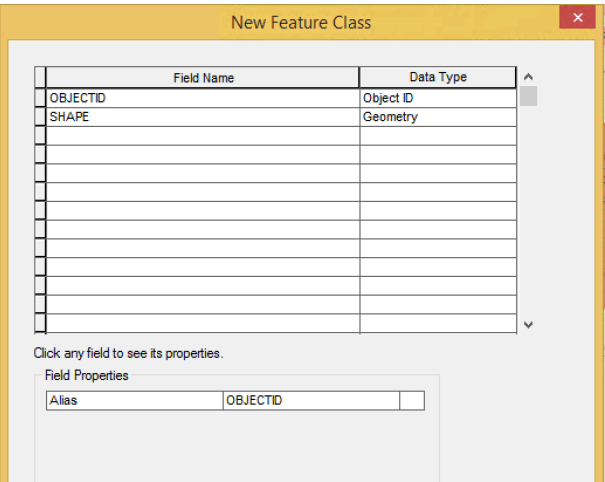 New Feature Class
Field Name Data Type
OBJECTID Object ID
SHAPE Geometry
Click any field to see its properties.
Field Properties
Alias OBJECTID